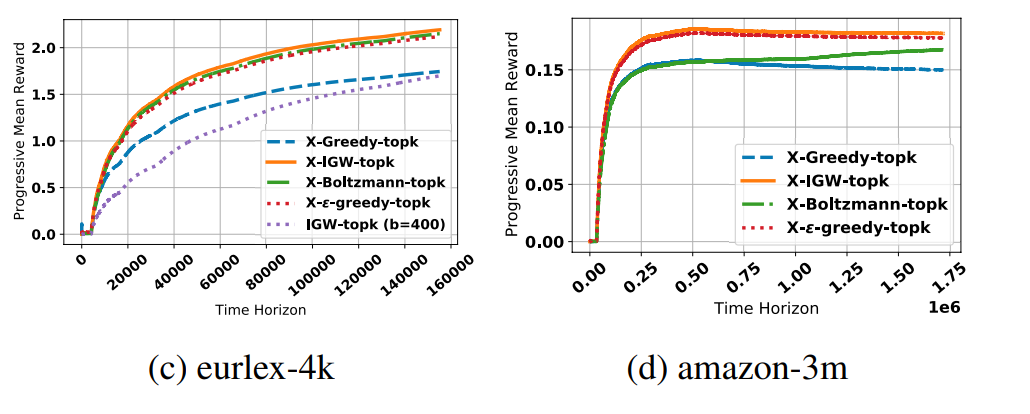 Progressive Mean Reward
2.0
1.5
1.0
0.5
0.0
X-Greedy-topk
X-IGW-topk
X-Boltzmann-topk
X-ε-greedy-topk
IGW-topk (b=400)
0
20000
40000
60000
80000
100000
120000
140000
160000
Time Horizon
(c) eurlex-4k
Progressive Mean Reward
0.15
0.10
0.05
0.00
X-Greedy-topk
X-IGW-topk
X-Boltzmann-topk
X-ε-greedy-topk
0.00
0.25
0.50
0.75
1.00
1.25
1.50
1.75
1e6
Time Horizon
(d) amazon-3m